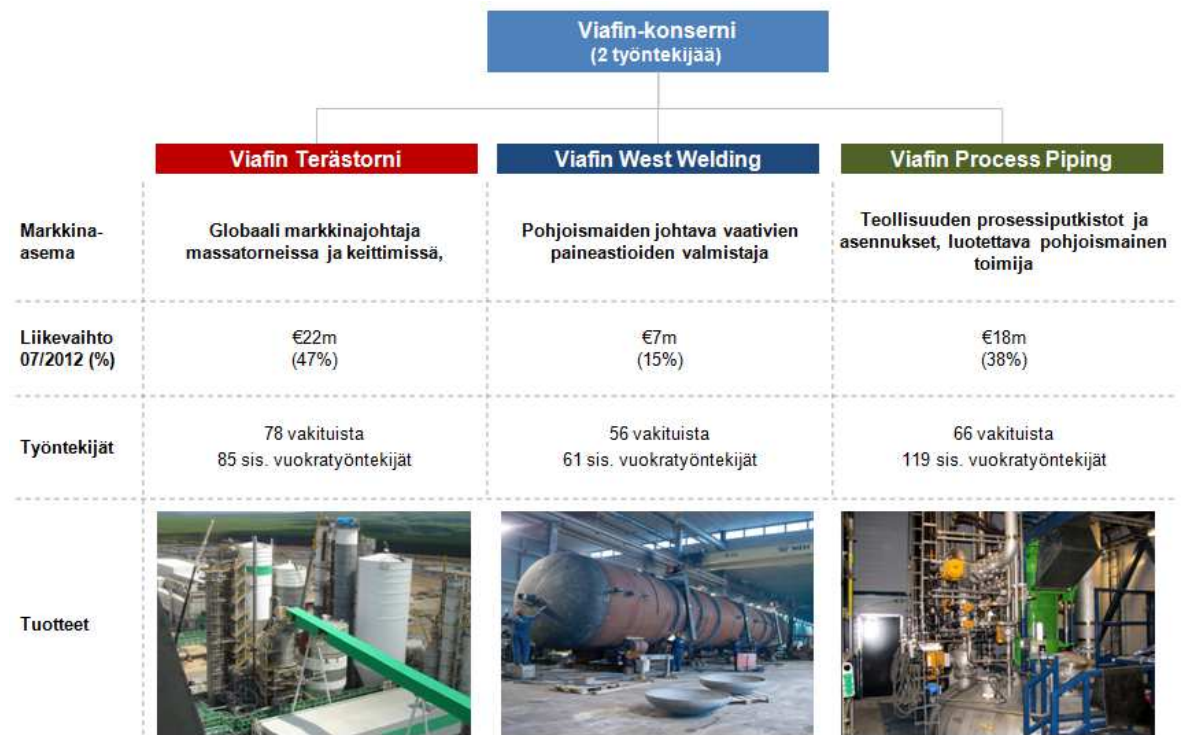 Viafin-konserni
(2 työntekijää)
Viafin Terästorni
Viafin West Welding
Viafin Process Piping
Markkina-
asema
Globaali markkinajohtaja
massatorneissa ja keittimissä,
Pohjoismaiden johtava vaativien
paineastioiden valmistaja
Teollisuuden prosessiputkistot ja
asennukset, luotettava pohjoismainen
toimija
Liikevaihto
07/2012 (%)
€22m
(47%)
€7m
(15%)
€18m
(38%)
Työntekijät
78 vakituista
85 sis. vuokratyöntekijät
56 vakituista
61 sis. vuokratyöntekijät
66 vakituista
119 sis. vuokratyöntekijät
Tuotteet